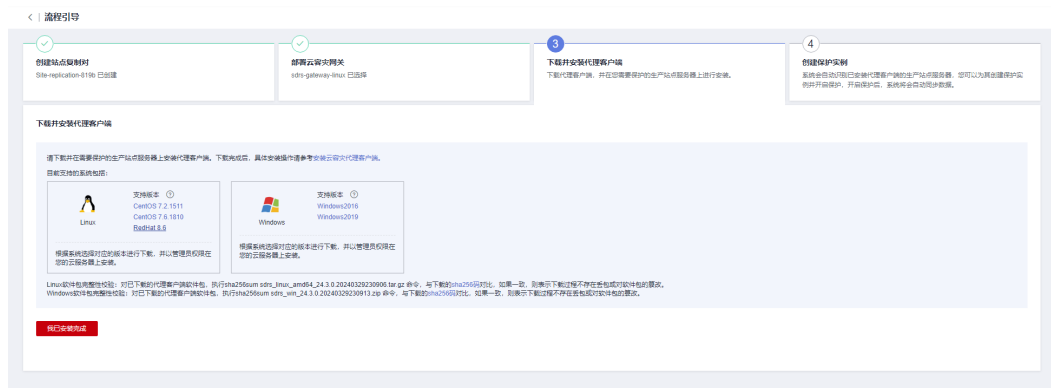 流程引导
3
4
创建站点复制对
Site-replication-819b 已创建
部署云容灾网关
sdrs-gateway-linux 已选择
下载并安装代理客户端
下载代理客户端，并在您需要保护的生产站点服务器上进行安装。
创建保护实例
系统会自动识别已安装代理客户端的生产站点服务器，您可以为其创建保护实
例并开启保护，开启保护后，系统将会自动同步数据。
下载并安装代理客户端
请下载并在需要保护的生产站点服务器上安装代理客户端。下载完成后，具体安装操作请参考安装云容灾代理客户端。
目前支持的系统包括：
Linux
支持版本 ?
CentOS 7.2.1511
CentOS 7.6.1810
RedHat 8.6
根据系统选择对应的版本进行下载，并以管理员权限在
您的云服务器上安装。
Windows
支持版本 ?
Windows2016
Windows2019
根据系统选择对应的版本进行下载，并以管理员权限在
您的云服务器上安装。
Linux软件包完整性校验：对已下载的代理客户端软件包，执行sha256sum sdrs_linux_amd64_24.3.0.20240329230906.tar.gz 命令，与下载的sha256码对比，如果一致，则表示下载过程不存在丢包或对软件包的篡改。
Windows软件包完整性校验：对已下载的代理客户端软件包，执行sha256sum sdrs_win_24.3.0.20240329230913.zip 命令，与下载的sha256码对比，如果一致，则表示下载过程不存在丢包或对软件包的篡改。
我已安装完成